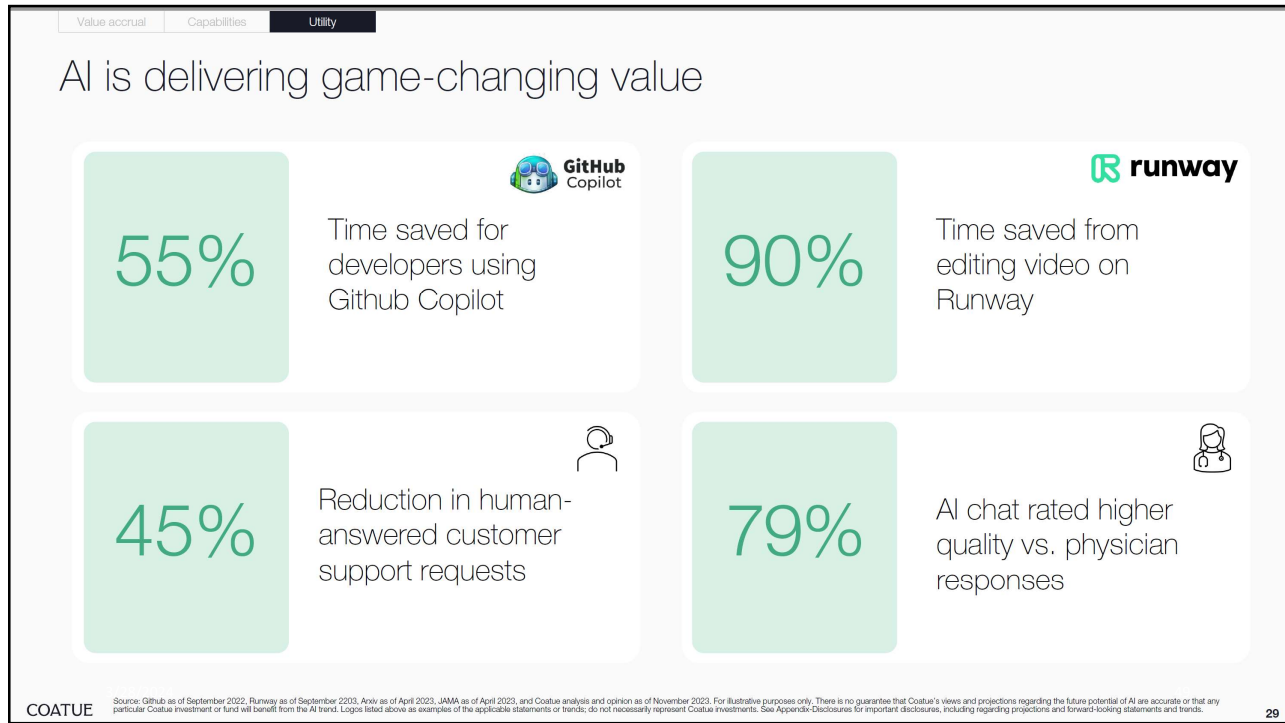 Value accrual
Capabilities
Utility
AI is delivering game-changing value
55%
GitHub
Copilot
Time saved for
developers using
Github Copilot
90%
runway
Time saved from
editing video on
Runway
45%
Reduction in human-
answered customer
support requests
79%
AI chat rated higher
quality vs. physician
responses
COATUE
Source: Github as of September 2022, Runway as of September 2203, Arxiv as of April 2023, JAMA as of April 2023, and Coatue analysis and opinion as of November 2023. For illustrative purposes only. There is no guarantee that Coatue's views and projections regarding the future potential of AI are accurate or that any
particular Coatue investment or fund will benefit from the AI trend. Logos listed above as examples of the applicable statements or trends; do not necessarily represent Coatue investments. See Appendix-Disclosures for important disclosures, including regarding projections and forward-looking statements and trends.
29